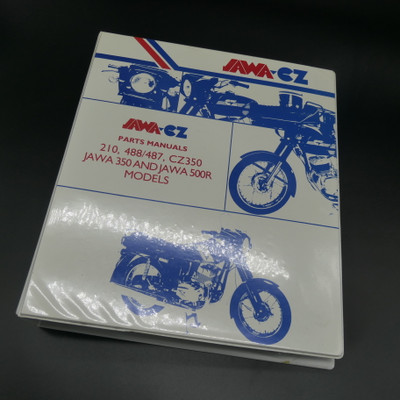 JAWA-CZ
JAWA-CZ
PARTS MANUALS
210, 488/487, CZ350
JAWA 350 AND JAWA 500R
MODELS